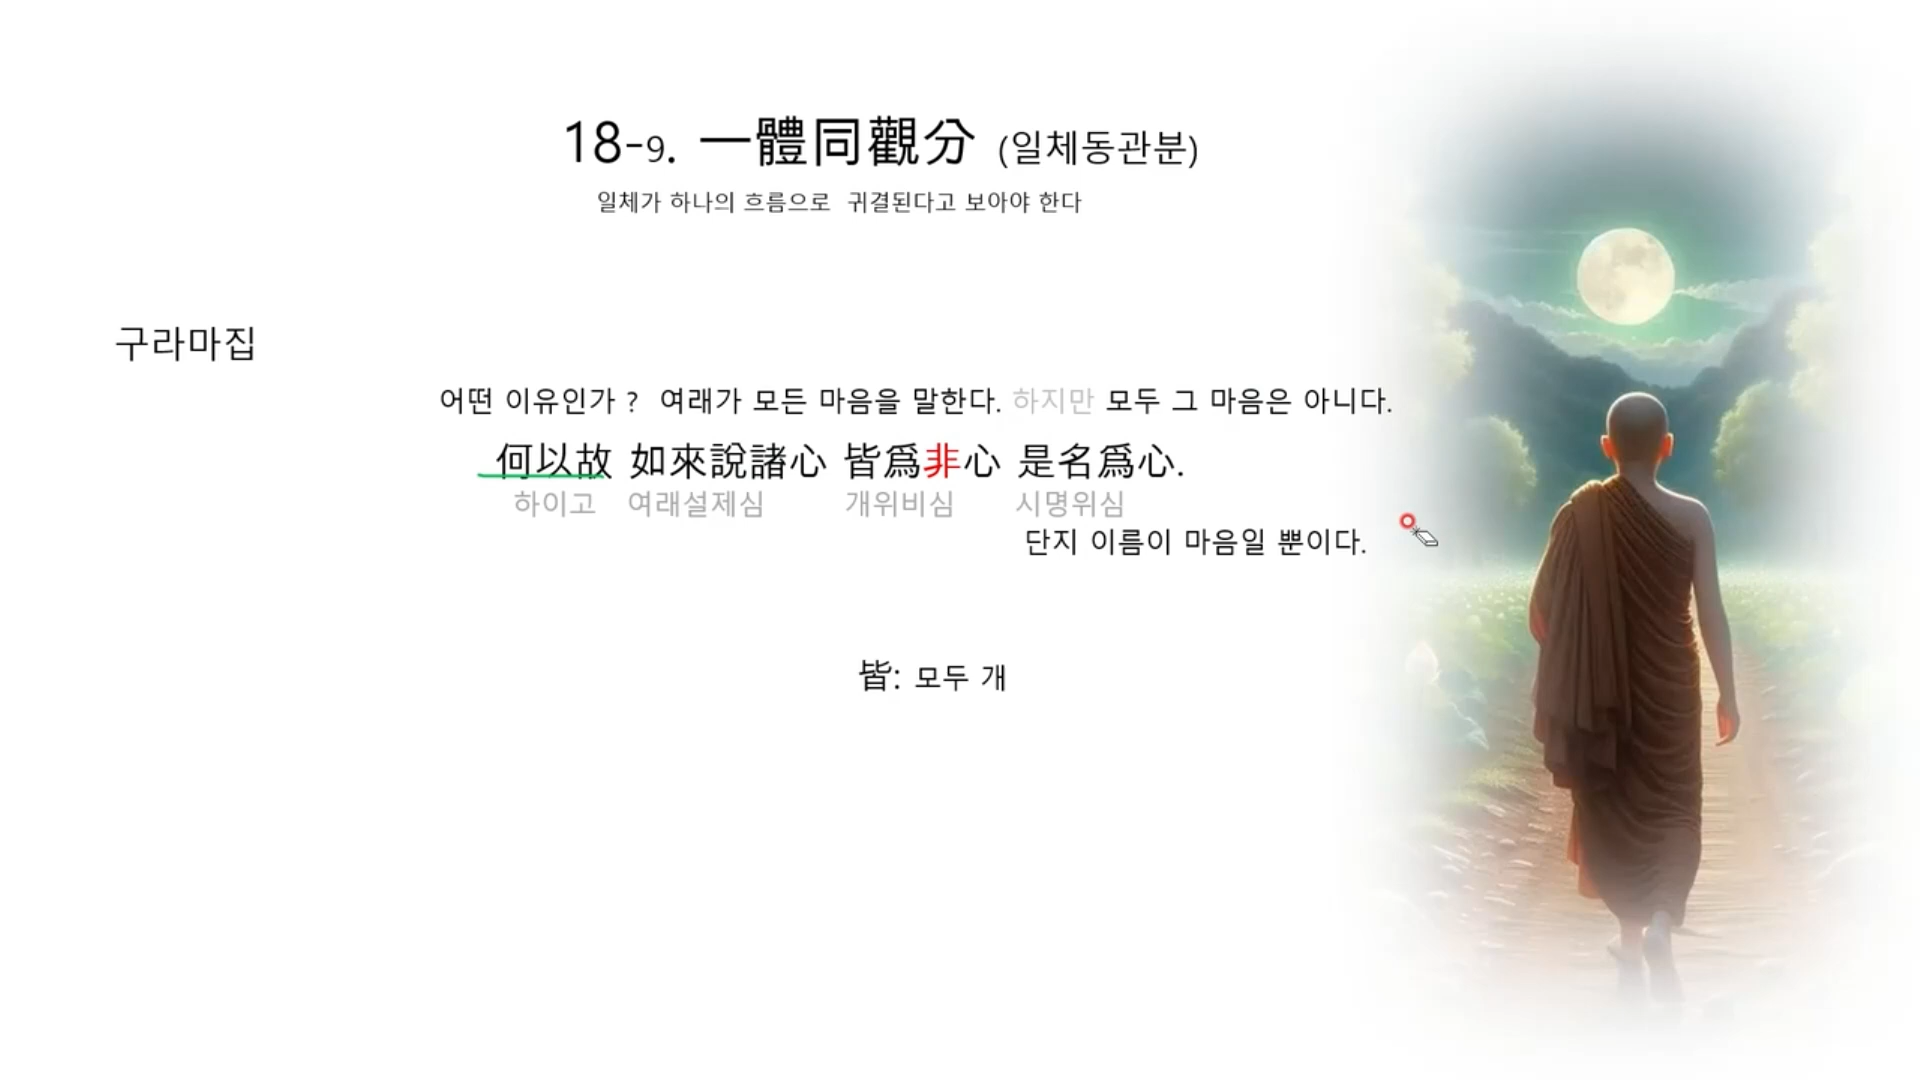 18-9. 一體同觀分 (일체동관분)
일체가 하나의 흐름으로 귀결된다고 보아야 한다
구라마집
어떤 이유인가 ? 여래가 모든 마음을 말한다. 하지만 모두 그 마음은 아니다.
何以故 如來說諸心 皆爲非心 是名爲心.
하이고 여래설제심 개위비심 시명위심
단지 이름이 마음일 뿐이다.
皆: 모두 개